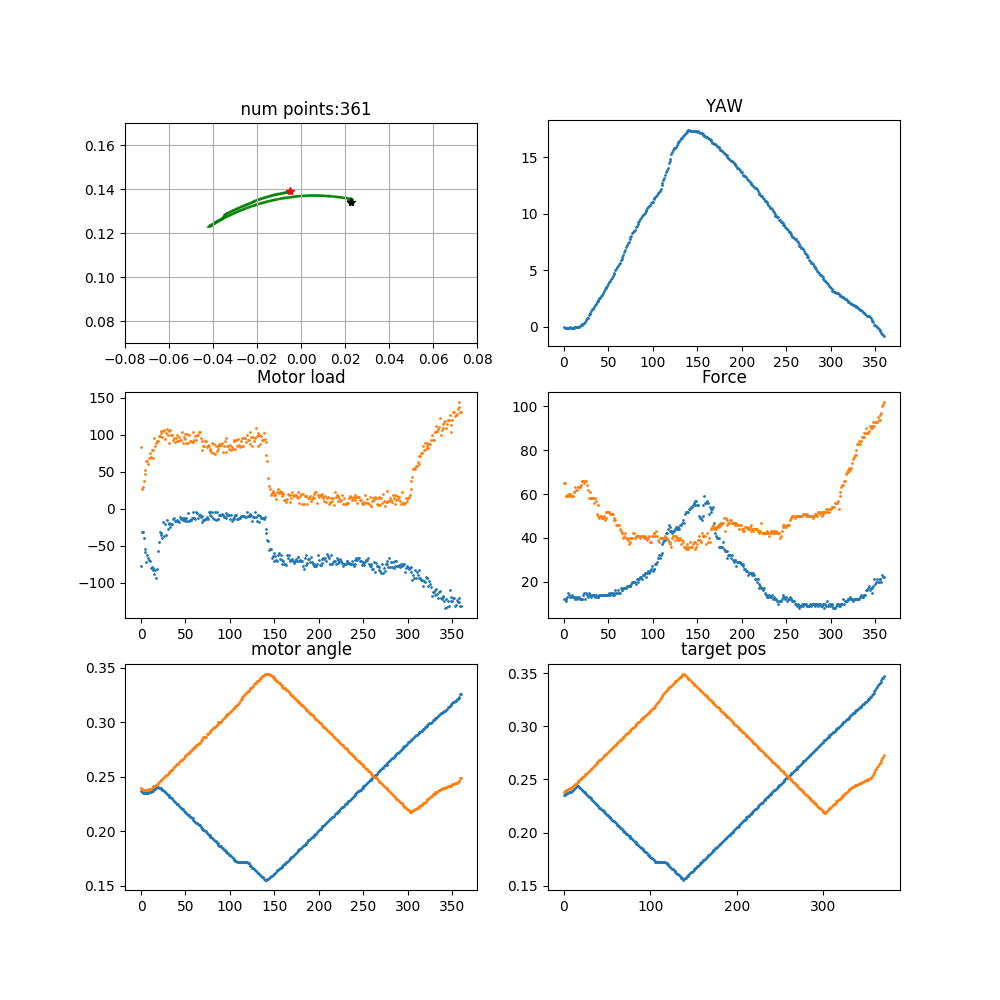 num points:361
0.16
0.14
0.12
0.10
0.08
−0.08 −0.06 −0.04 −0.02 0.00 0.02 0.04 0.06 0.08
YAW
15
10
5
0
0 50 100 150 200 250 300 350
Motor load
150
100
50
0
−50
−100
0 50 100 150 200 250 300 350
Force
100
80
60
40
20
0 50 100 150 200 250 300 350
motor angle
0.35
0.30
0.25
0.20
0.15
0 50 100 150 200 250 300 350
target pos
0.35
0.30
0.25
0.20
0.15
0 100 200 300